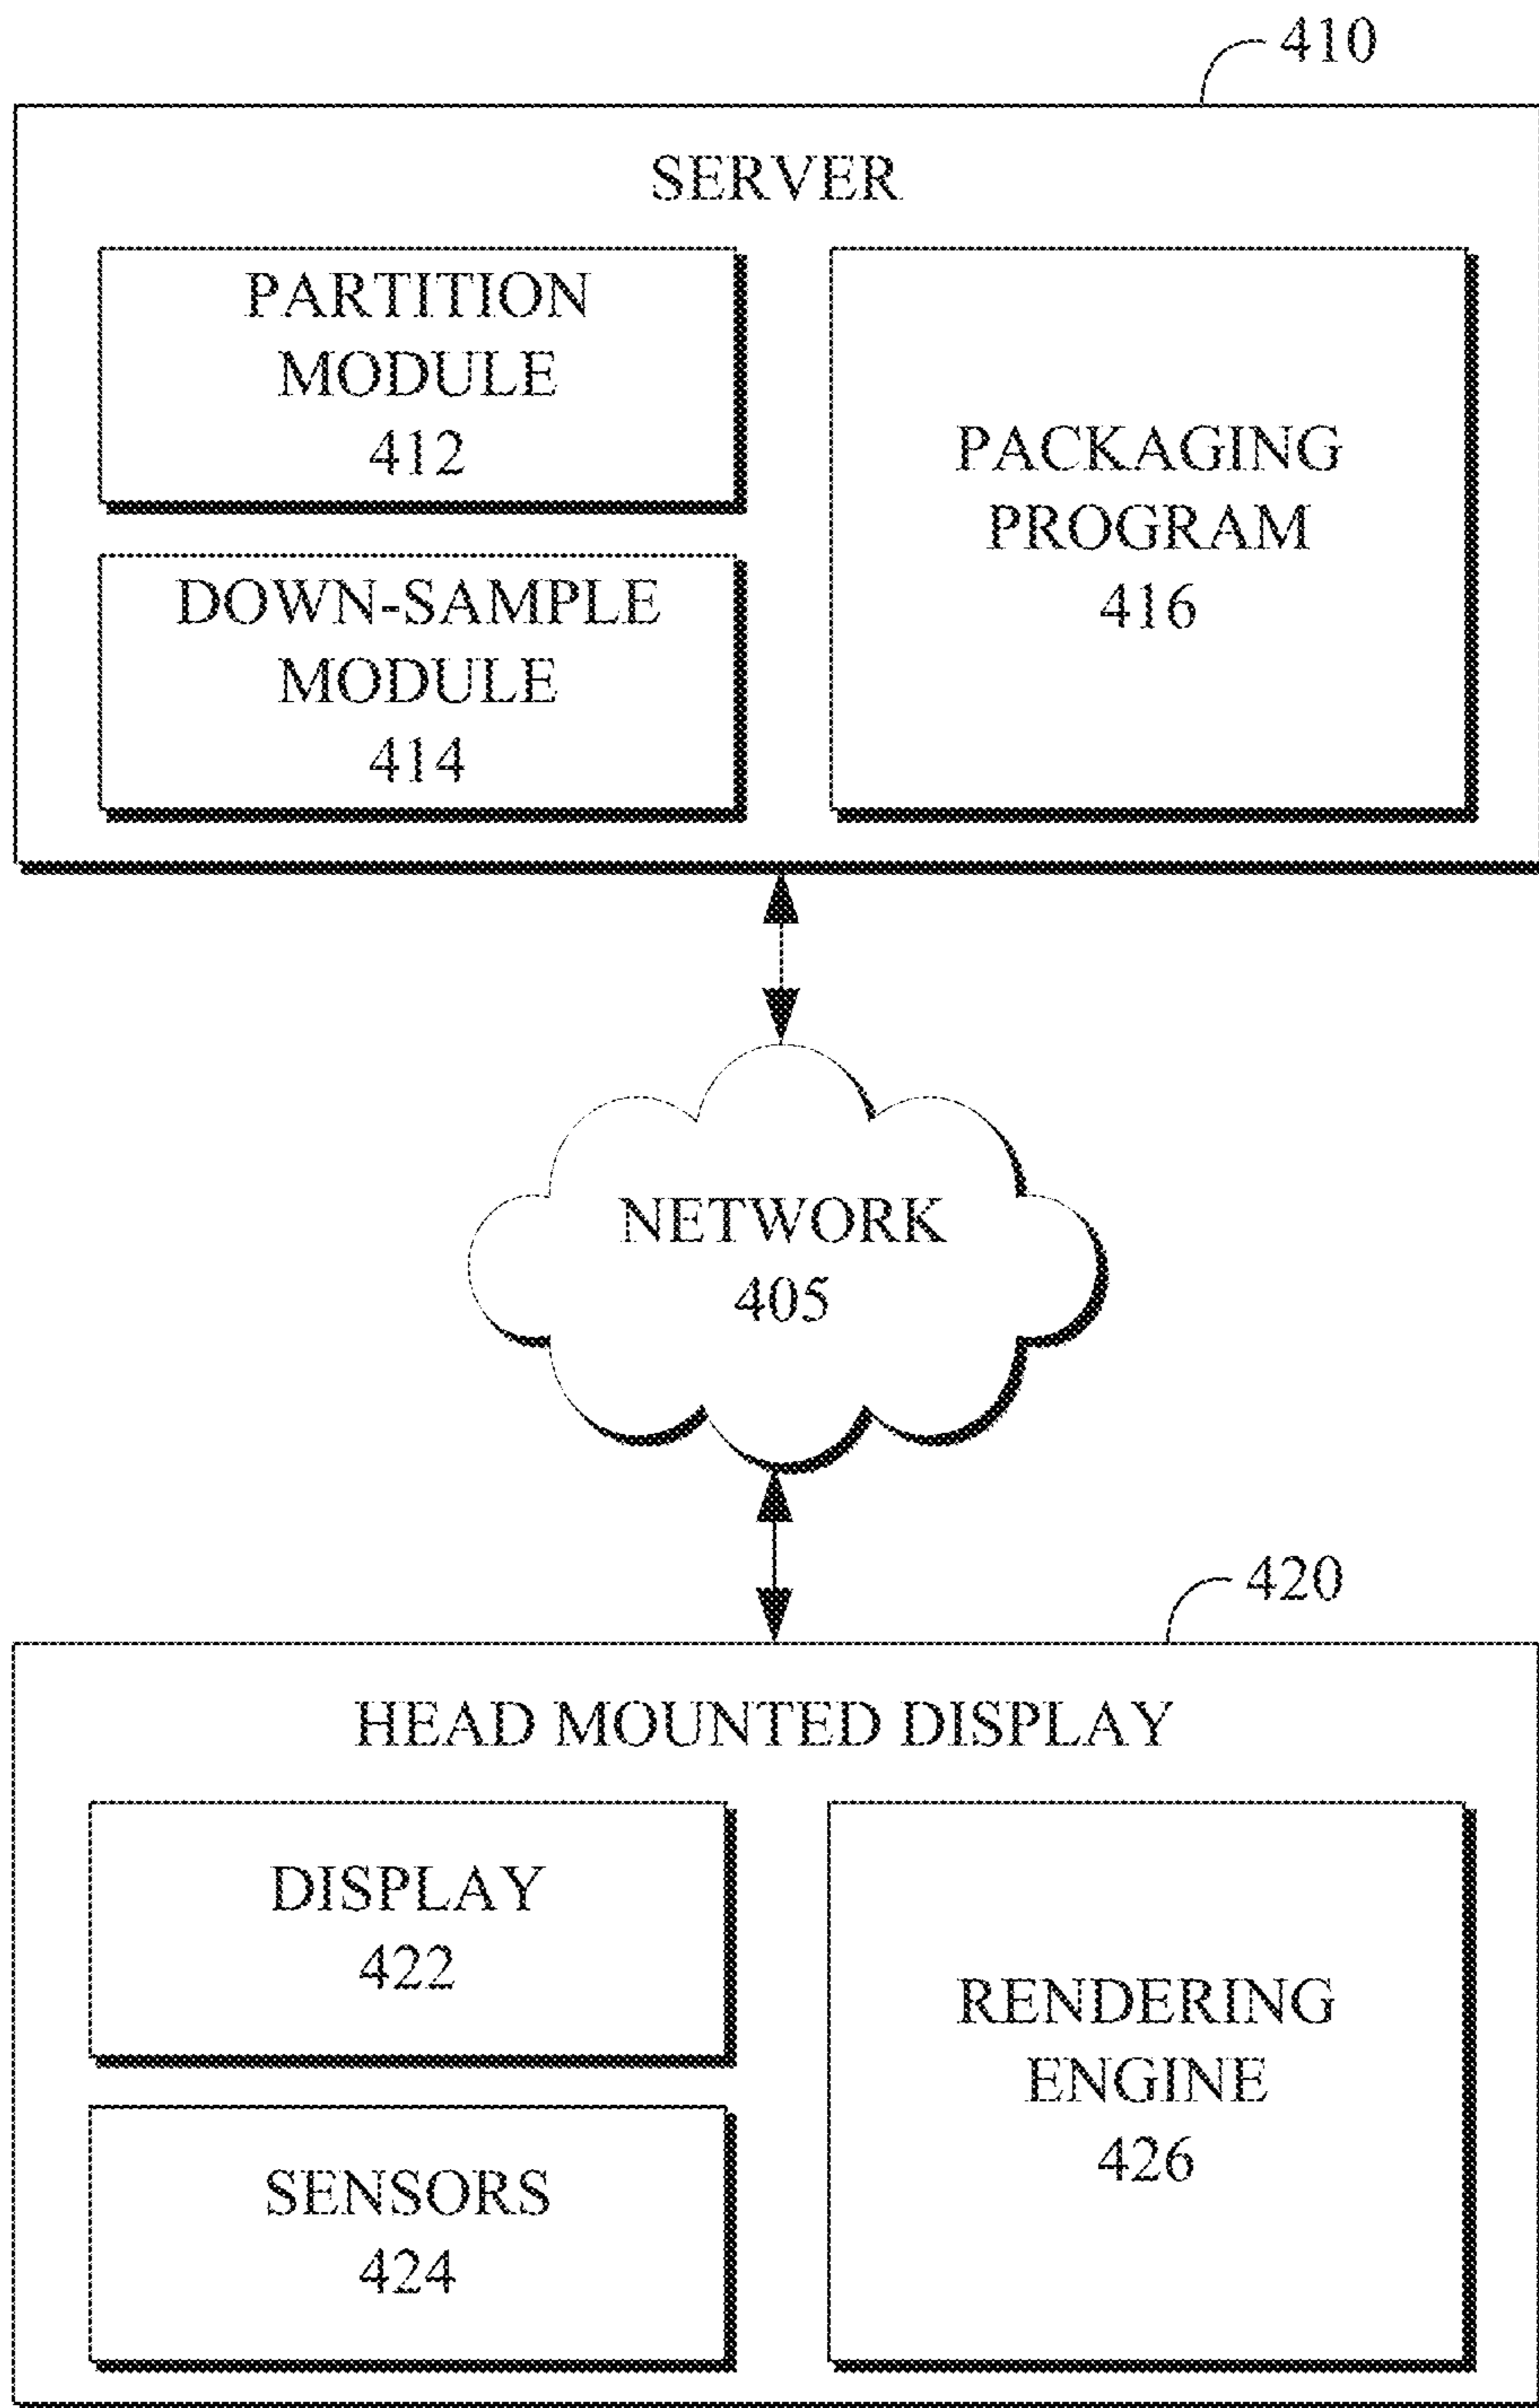 410
SERVER
PARTITION
MODULE
412
DOWN-SAMPLE
MODULE
414
PACKAGING
PROGRAM
416
NETWORK
405
420
HEAD MOUNTED DISPLAY
DISPLAY
422
SENSORS
424
RENDERING
ENGINE
426